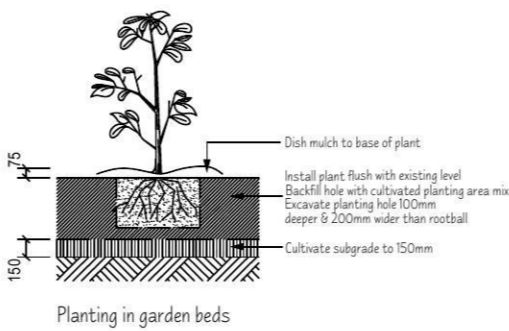 75
150
Dish mulch to base of plant
Install plant flush with existing level
Backfill hole with cultivated planting area mix
Excavate planting hole 100mm
deeper & 200mm wider than rootball
Cultivate subgrade to 150mm
Planting in garden beds